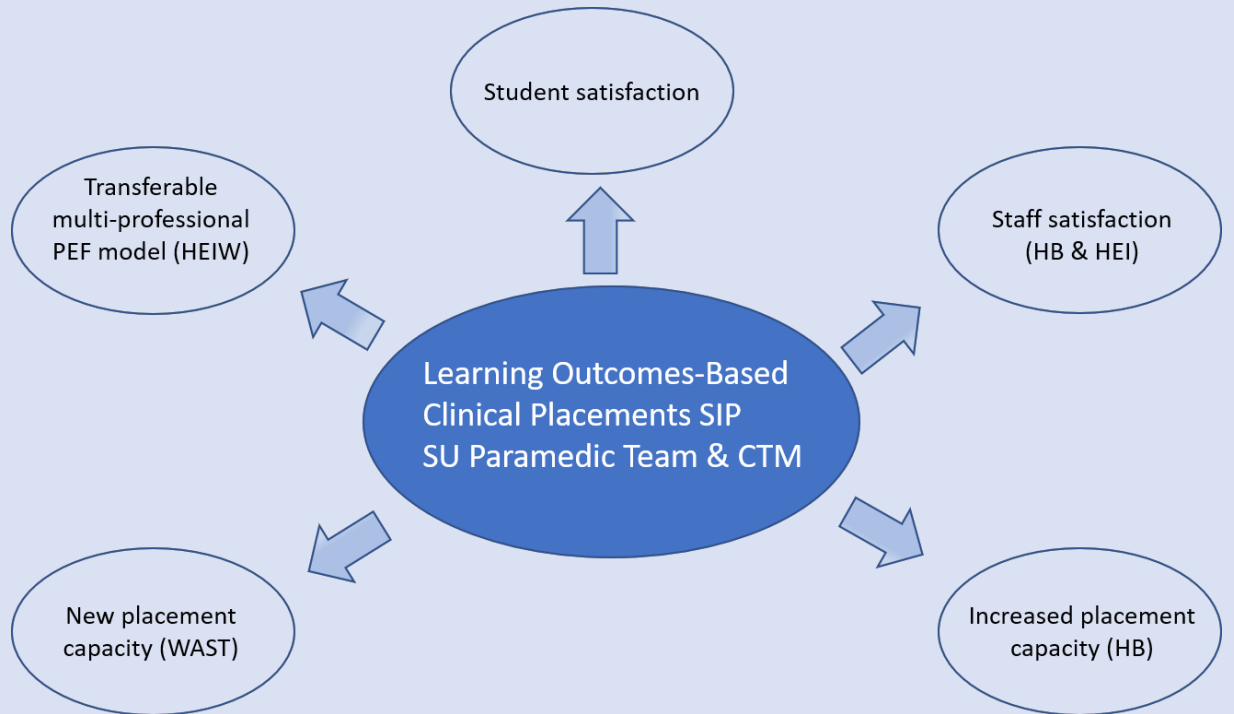 Student satisfaction
Transferable
multi-professional
PEF model (HEIW)
Staff satisfaction
(HB & HEI)
Learning Outcomes-Based
Clinical Placements SIP
SU Paramedic Team & CTM
New placement
capacity (WAST)
Increased placement
capacity (HB)